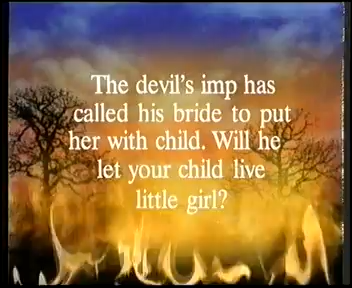 The devil's imp has
called his bride to put
her with child. Will he
let your child live
little girl?